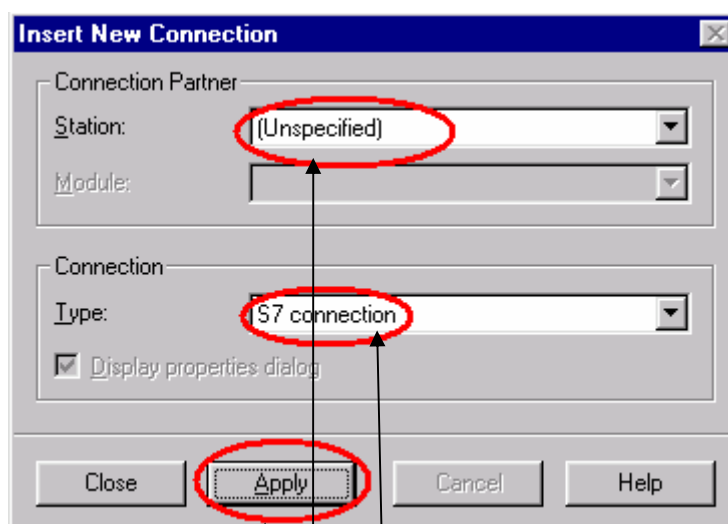 Insert New Connection
Connection Partner
Station: (Unspecified)
Module:
Connection
Type: S7 connection
Display properties dialog
Close Apply Cancel Help